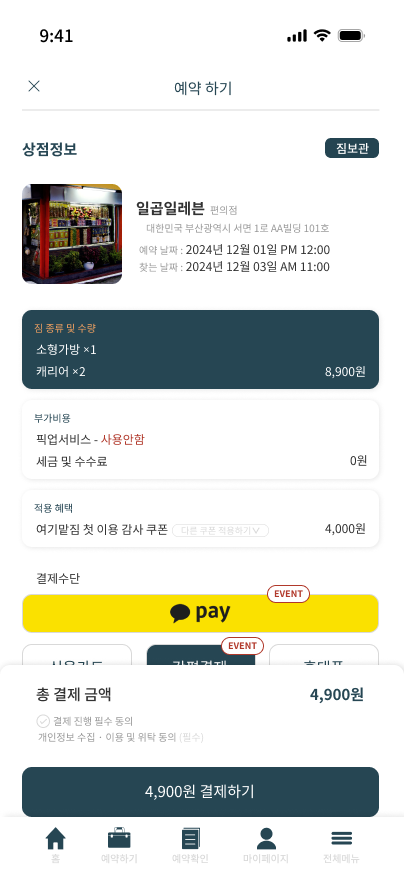 9:41
예약 하기
상점정보
짐보관
일곱일레븐 편의점
대한민국 부산광역시 서면 1로 AA빌딩 101호
예약 날짜 : 2024년 12월 01일 PM 12:00
찾는 날짜 : 2024년 12월 03일 AM 11:00
짐 종류 및 수량
소형가방 ×1
캐리어 ×2 8,900원
부가비용
픽업서비스 - 사용안함
세금 및 수수료 0원
적용 혜택
여기맡짐 첫 이용 감사 쿠폰 다른 쿠폰 적용하기∨ 4,000원
결제수단
EVENT
pay
EVENT
신용카드 간편결제 휴대폰
총 결제 금액 4,900원
결제 진행 필수 동의
개인정보 수집・이용 및 위탁 동의 (필수)
4,900원 결제하기
홈 예약하기 예약확인 마이페이지 전체메뉴